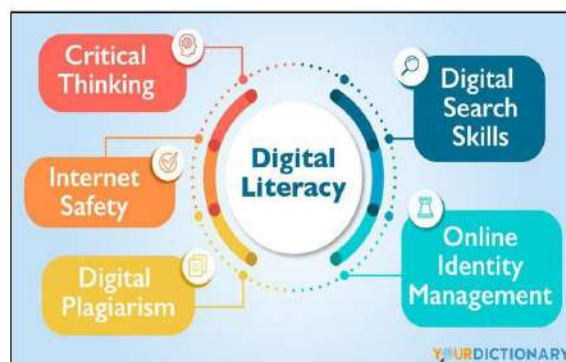 Critical
Thinking
Internet
Safety
Digital
Plagiarism
Digital
Literacy
Digital
Search
Skills
Online
Identity
Management
YOURDICTIONARY